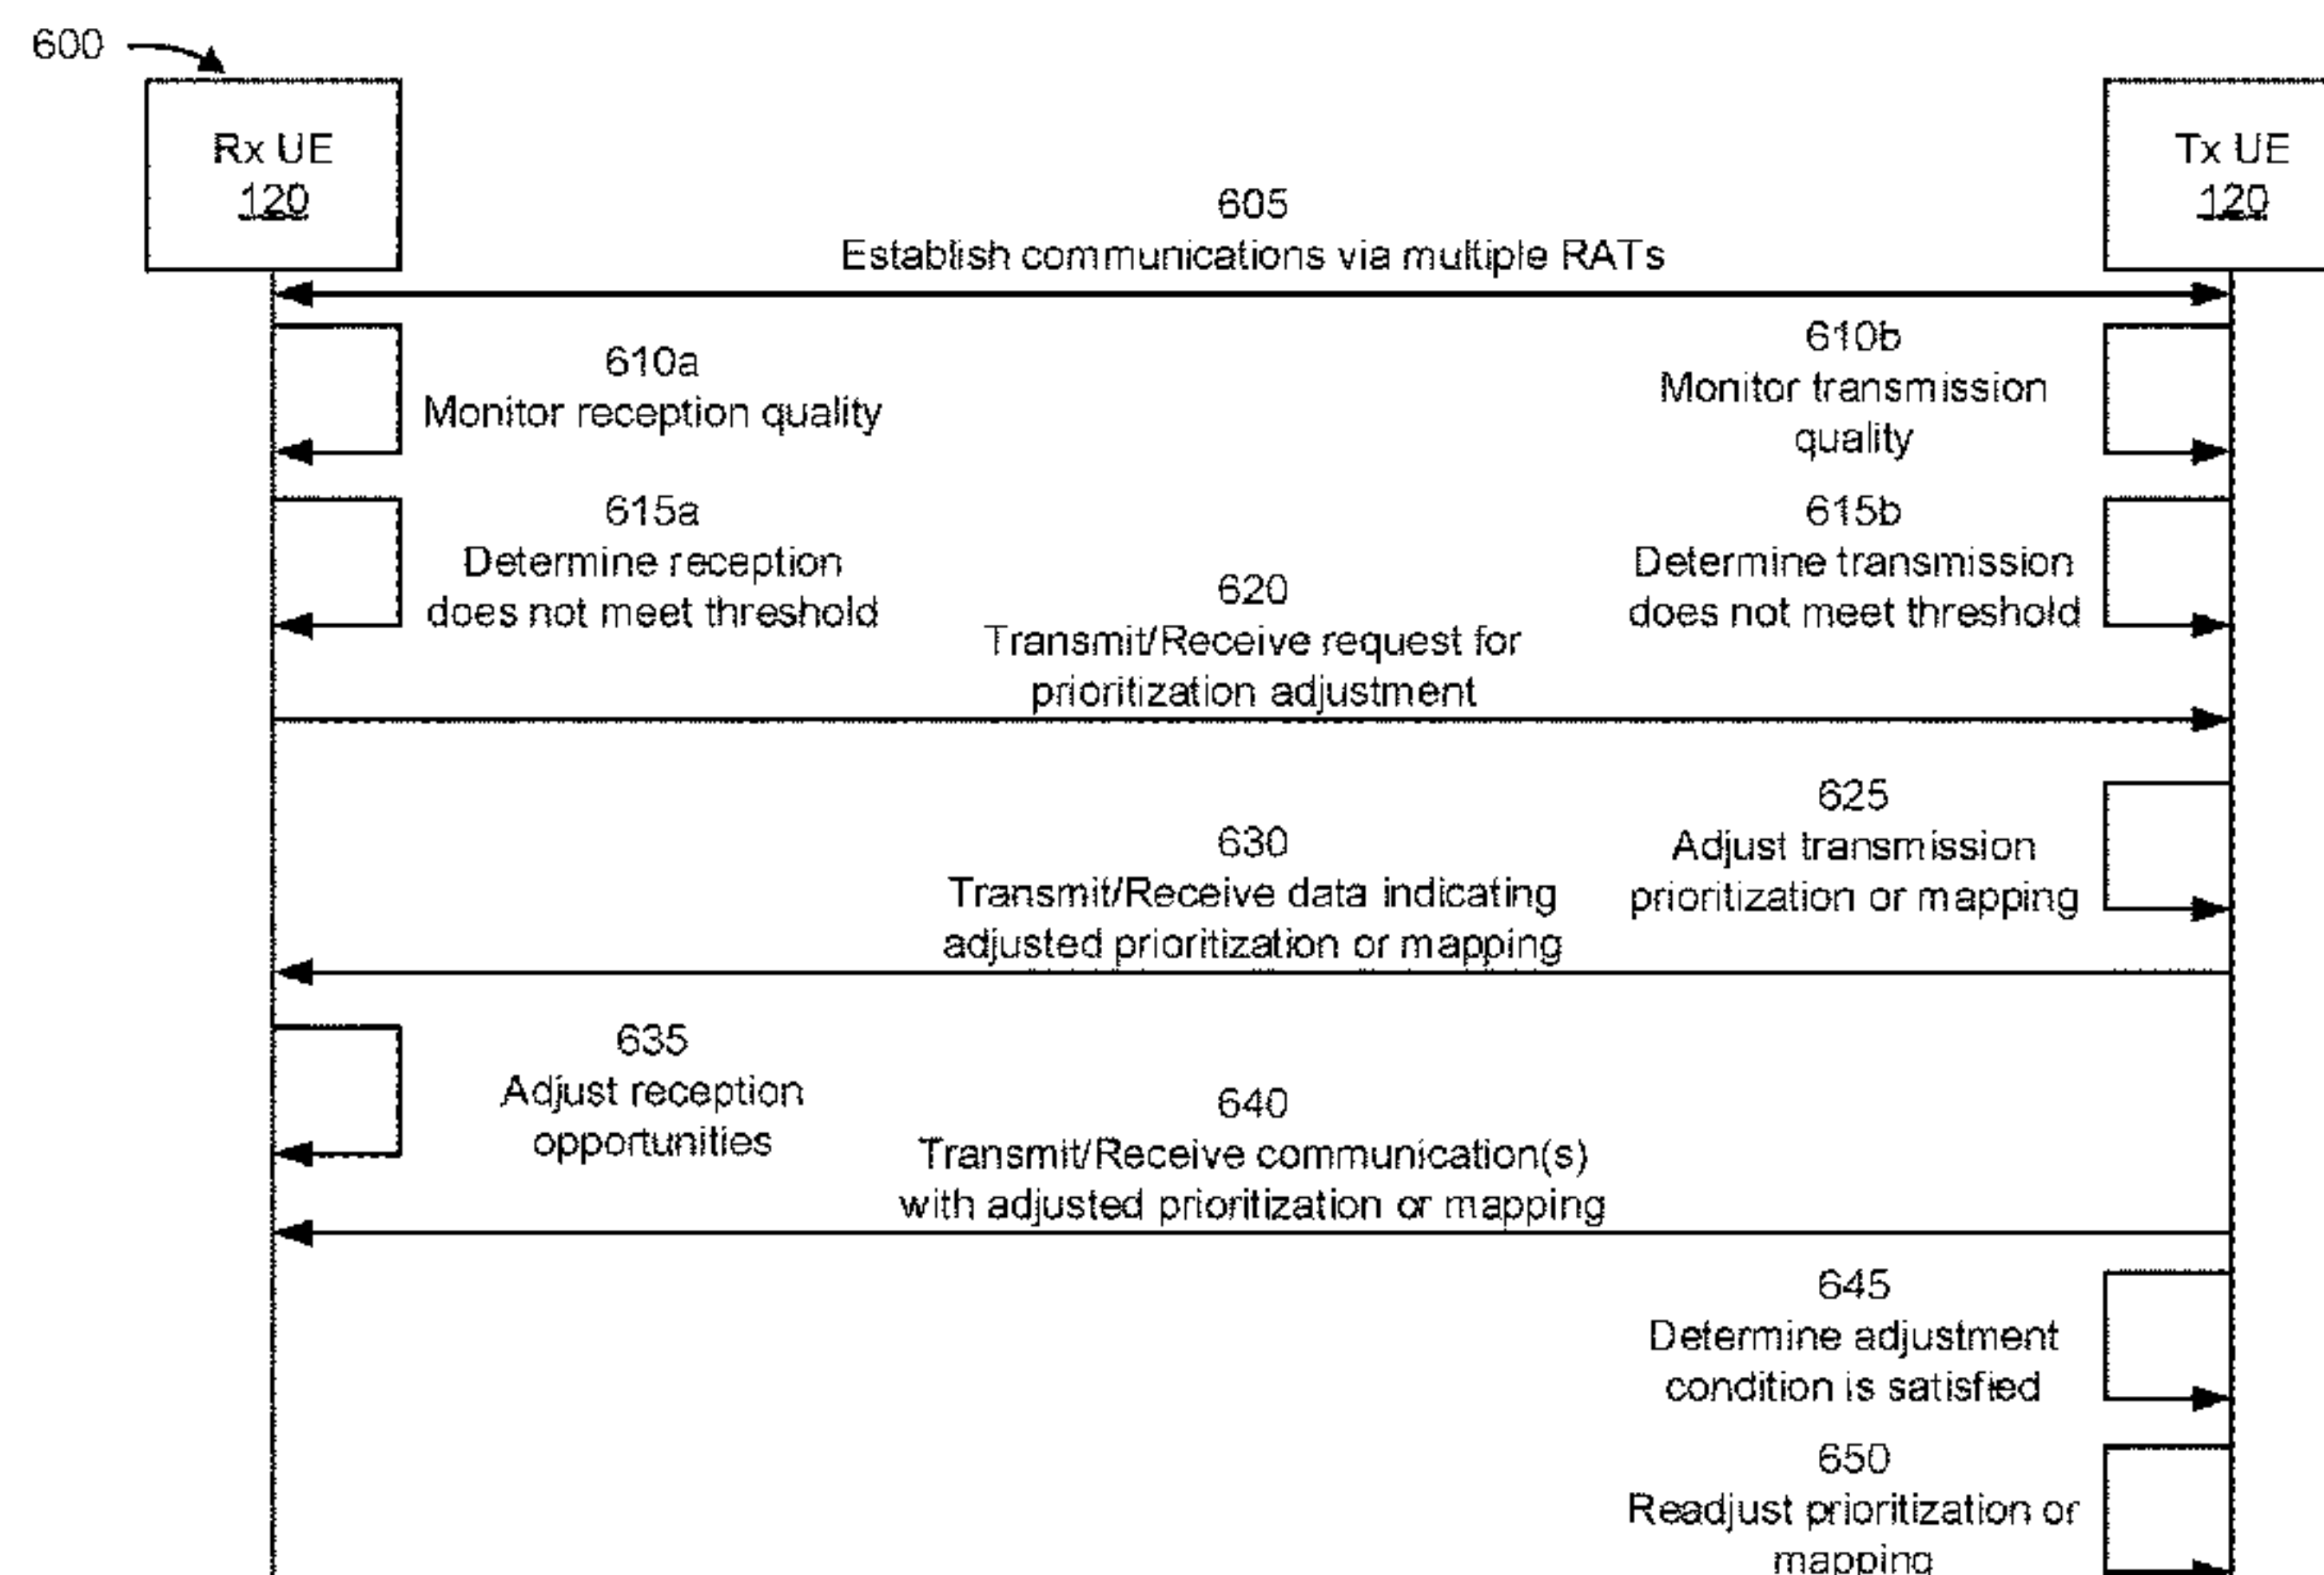 600
Rx UE
120
Tx UE
120
605
Establish communications via multiple RATs
610a
Monitor reception quality
610b
Monitor transmission
quality
615a
Determine reception
does not meet threshold
615b
Determine transmission
does not meet threshold
620
Transmit/Receive request for
prioritization adjustment
625
Adjust transmission
prioritization or mapping
630
Transmit/Receive data indicating
adjusted prioritization or mapping
635
Adjust reception
opportunities
640
Transmit/Receive communication(s)
with adjusted prioritization or mapping
645
Determine adjustment
condition is satisfied
650
Readjust prioritization or
mapping